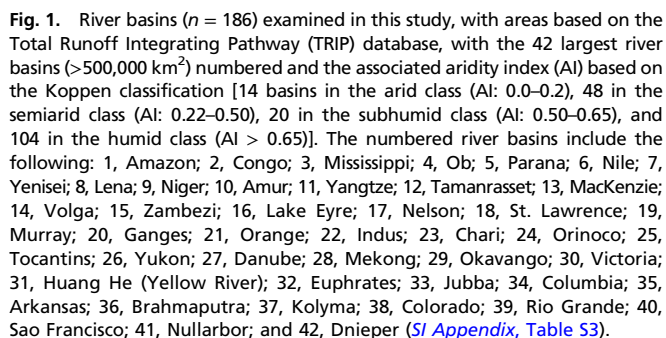 Fig. 1. River basins (n = 186) examined in this study, with areas based on the
Total Runoff Integrating Pathway (TRIP) database, with the 42 largest river
basins (>500,000 km²) numbered and the associated aridity index (AI) based on
the Koppen classification [14 basins in the arid class (AI: 0.0–0.2), 48 in the
semiarid class (AI: 0.22–0.50), 20 in the subhumid class (AI: 0.50–0.65), and
104 in the humid class (AI > 0.65)]. The numbered river basins include the
following: 1, Amazon; 2, Congo; 3, Mississippi; 4, Ob; 5, Parana; 6, Nile; 7,
Yenisei; 8, Lena; 9, Niger; 10, Amur; 11, Yangtze; 12, Tamanrasset; 13, MacKenzie;
14, Volga; 15, Zambezi; 16, Lake Eyre; 17, Nelson; 18, St. Lawrence; 19,
Murray; 20, Ganges; 21, Orange; 22, Indus; 23, Chari; 24, Orinoco; 25,
Tocantins; 26, Yukon; 27, Danube; 28, Mekong; 29, Okavango; 30, Victoria;
31, Huang He (Yellow River); 32, Euphrates; 33, Jubba; 34, Columbia; 35,
Arkansas; 36, Brahmaputra; 37, Kolyma; 38, Colorado; 39, Rio Grande; 40,
Sao Francisco; 41, Nullarbor; and 42, Dnieper (SI Appendix, Table S3).